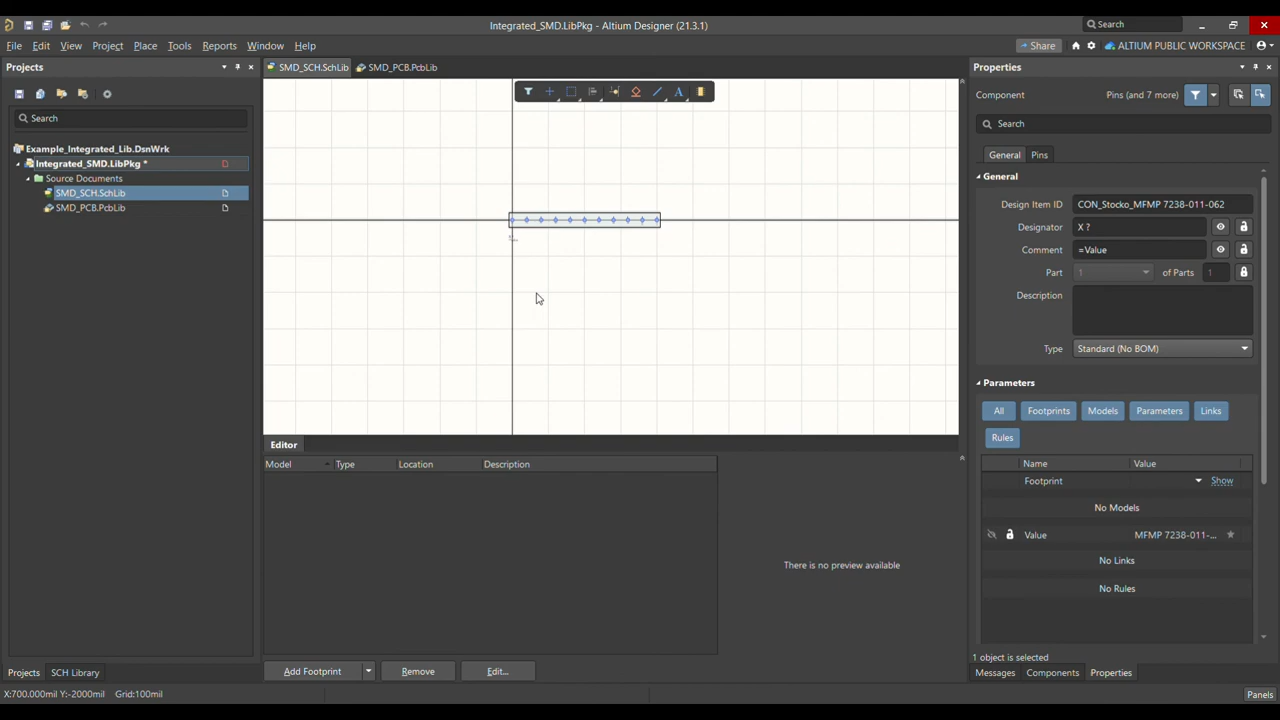 Integrated_SMD.LibPkg - Altium Designer (21.3.1)
Search
File Edit View Project Place Tools Reports Window Help
Share
ALTIUM PUBLIC WORKSPACE
Projects
SMD_SCH.SchLib
SMD_PCB.PcbLib
Properties
Component
Pins (and 7 more)
Search
Search
General
Pins
Example_Integrated_Lib.DsnWrk
Integrated_SMD.LibPkg *
Source Documents
SMD_SCH.SchLib
SMD_PCB.PcbLib
General
Design Item ID CON_Stocko_MFMP 7238-011-062
Designator X ?
Comment =Value
Part 1 of Parts 1
Description
Type Standard (No BOM)
Parameters
All Footprints Models Parameters Links
Rules
Name Value
Footprint Show
No Models
Value MFMP 7238-011-...
No Links
No Rules
Editor
Model Type Location Description
There is no preview available
Add Footprint
Remove
Edit...
1 object is selected
Projects
SCH Library
Messages
Components
Properties
X:700.000mil Y:-2000mil Grid:100mil
Panels